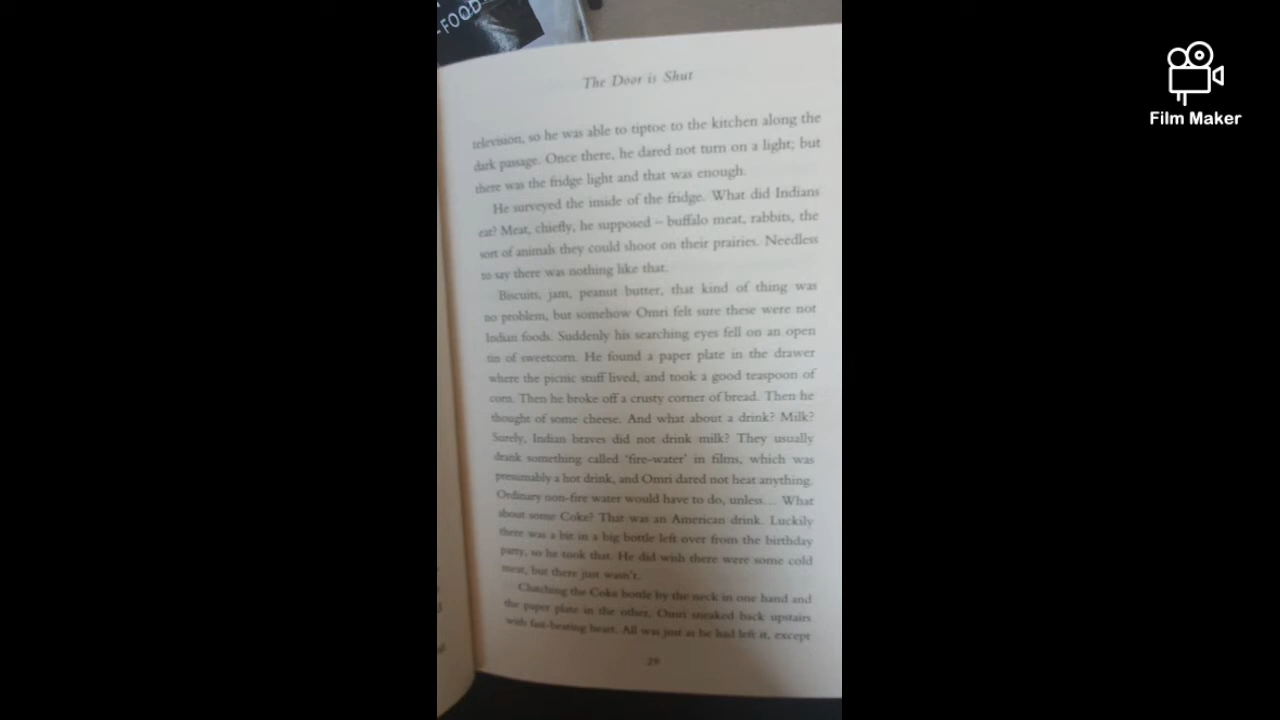 -FOOD
The Door is Shut
television, so he was able to tiptoe to the kitchen along the
dark passage. Once there, he dared not turn on a light; but
there was the fridge light and that was enough.
He surveyed the inside of the fridge. What did Indians
eat? Meat, chiefly, he supposed – buffalo meat, rabbits, the
sort of animals they could shoot on their prairies. Needless
to say there was nothing like that.
Biscuits, jam, peanut butter, that kind of thing was
no problem, but somehow Omri felt sure these were not
Indian foods. Suddenly his searching eyes fell on an open
tin of sweetcorn. He found a paper plate in the drawer
where the picnic stuff lived, and took a good teaspoon of
corn. Then he broke off a crusty corner of bread. Then he
thought of some cheese. And what about a drink? Milk?
Surely, Indian braves did not drink milk? They usually
drank something called ‘fire-water’ in films, which was
presumably a hot drink, and Omri dared not heat anything.
Ordinary non-fire water would have to do, unless... What
about some Coke? That was an American drink. Luckily
there was a bit in a big bottle left over from the birthday
party, so he took that. He did wish there were some cold
meat, but there just wasn't.
Clutching the Coke bottle by the neck in one hand and
the paper plate in the other, Omri sneaked back upstairs
with fast-beating heart. All was just as he had left it, except
29
Film Maker